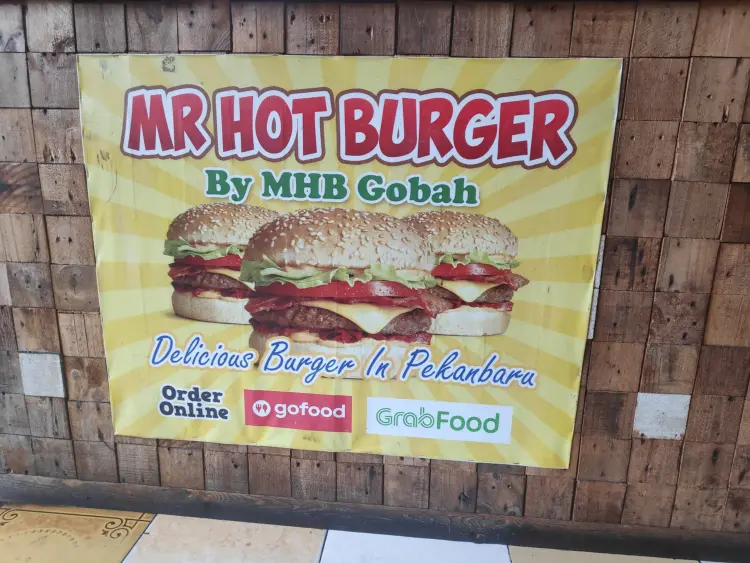 MR HOT BURGER
By MHB Gobah
Delicious Burger In Pekanbaru
Order
Online
gofood
GrabFood